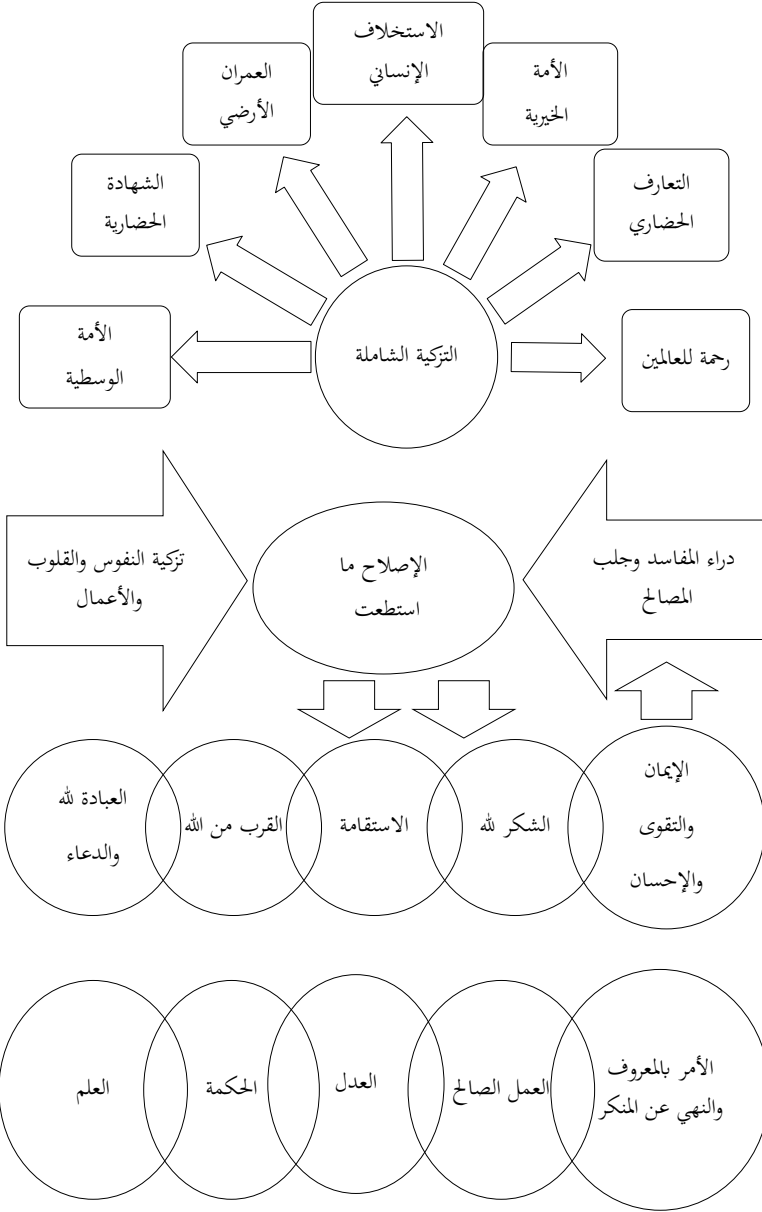 الاستخلاف
الإنساني
الأمة
الخيرية
العمران
الأرضي
التعارف
الحضاري
الشهادة
الحضارية
رحمة للعالمين
التزكية الشاملة
الأمة
الوسطية
دراء المفاسد وجلب
المصالح
الإصلاح ما
استطعت
تزكية النفوس والقلوب
والأعمال
الإيمان
والتقوى
والإحسان
الشكر لله
الاستقامة
القرب من الله
العبادة لله
والدعاء
الأمر بالمعروف
والنهي عن المنكر
العمل الصالح
العدل
الحكمة
العلم